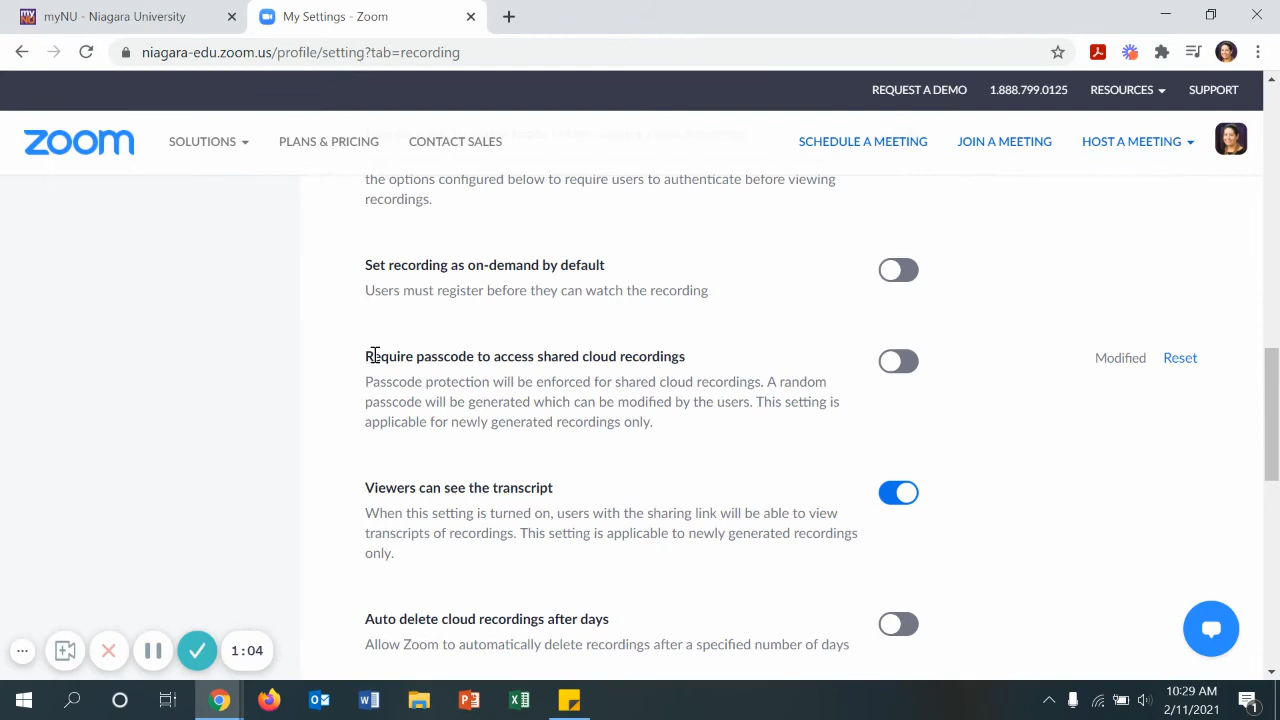 myNU - Niagara University
My Settings - Zoom
niagara-edu.zoom.us/profile/setting?tab=recording
REQUEST A DEMO 1.888.799.0125 RESOURCES SUPPORT
zoom SOLUTIONS PLANS & PRICING CONTACT SALES SCHEDULE A MEETING JOIN A MEETING HOST A MEETING
the options configured below to require users to authenticate before viewing
recordings.
Set recording as on-demand by default
Users must register before they can watch the recording
Require passcode to access shared cloud recordings
Modified Reset
Passcode protection will be enforced for shared cloud recordings. A random
passcode will be generated which can be modified by the users. This setting is
applicable for newly generated recordings only.
Viewers can see the transcript
When this setting is turned on, users with the sharing link will be able to view
transcripts of recordings. This setting is applicable to newly generated recordings
only.
Auto delete cloud recordings after days
Allow Zoom to automatically delete recordings after a specified number of days
1:04
10:29 AM
2/11/2021
1